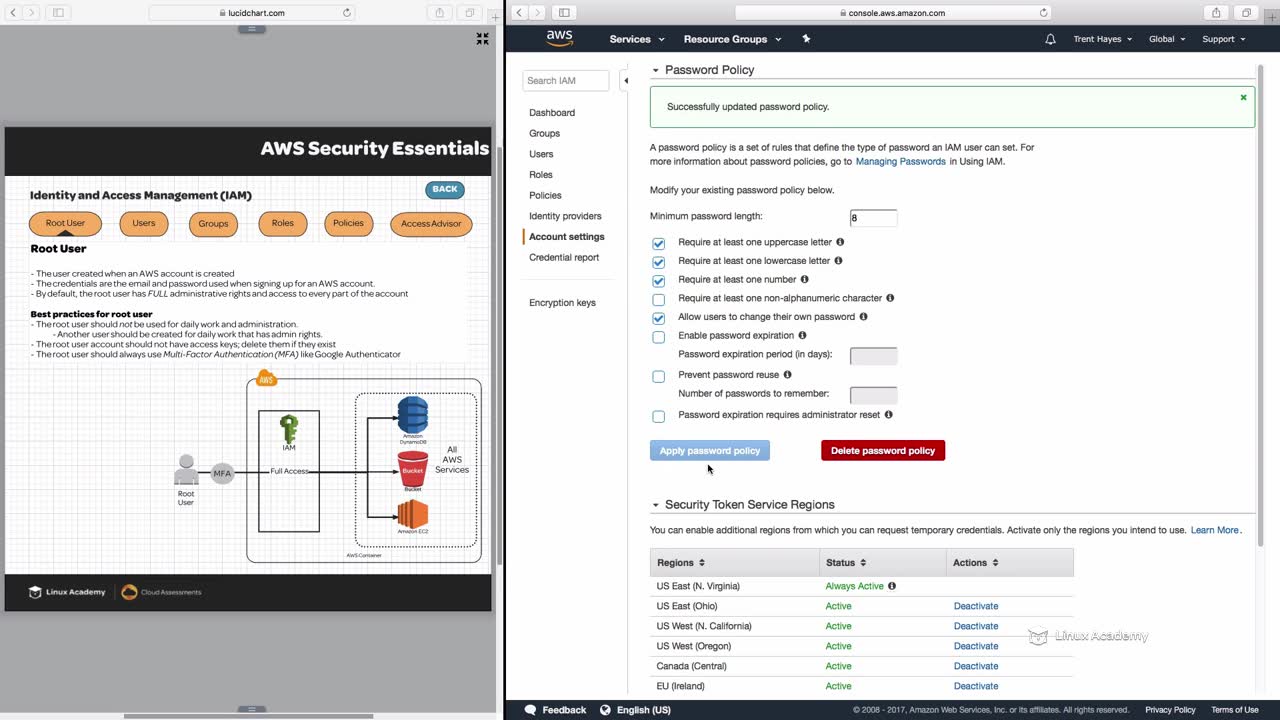 lucidchart.com
AWS Security Essentials
Identity and Access Management (IAM)
BACK
Root User
Users
Groups
Roles
Policies
Access Advisor
Root User
- The user created when an AWS account is created
- The credentials are the email and password used when signing up for an AWS account.
- By default, the root user has FULL administrative rights and access to every part of the account
Best practices for root user
- The root user should not be used for daily work and administration.
- Another user should be created for daily work that has admin rights.
- The root user account should not have access keys; delete them if they exist
- The root user should always use Multi-Factor Authentication (MFA) like Google Authenticator
AWS
IAM
Amazon
DynamoDB
All
AWS
Services
MFA
Full Access
Bucket
Bucket
Root
User
Amazon EC2
AWS Container
Linux Academy
Cloud Assessments
console.aws.amazon.com
aws
Services
Resource Groups
Trent Hayes
Global
Support
Search IAM
Dashboard
Groups
Users
Roles
Policies
Identity providers
Account settings
Credential report
Encryption keys
Password Policy
Successfully updated password policy.
A password policy is a set of rules that define the type of password an IAM user can set. For
more information about password policies, go to Managing Passwords in Using IAM.
Modify your existing password policy below.
Minimum password length: 8
Require at least one uppercase letter
Require at least one lowercase letter
Require at least one number
Require at least one non-alphanumeric character
Allow users to change their own password
Enable password expiration
Password expiration period (in days):
Prevent password reuse
Number of passwords to remember:
Password expiration requires administrator reset
Apply password policy
Delete password policy
Security Token Service Regions
You can enable additional regions from which you can request temporary credentials. Activate only the regions you intend to use. Learn More.
Regions Status Actions
US East (N. Virginia) Always Active
US East (Ohio) Active Deactivate
US West (N. California) Active Deactivate
US West (Oregon) Active Deactivate
Canada (Central) Active Deactivate
EU (Ireland) Active Deactivate
Linux Academy
Feedback
English (US)
© 2008 - 2017, Amazon Web Services, Inc. or its affiliates. All rights reserved.
Privacy Policy
Terms of Use